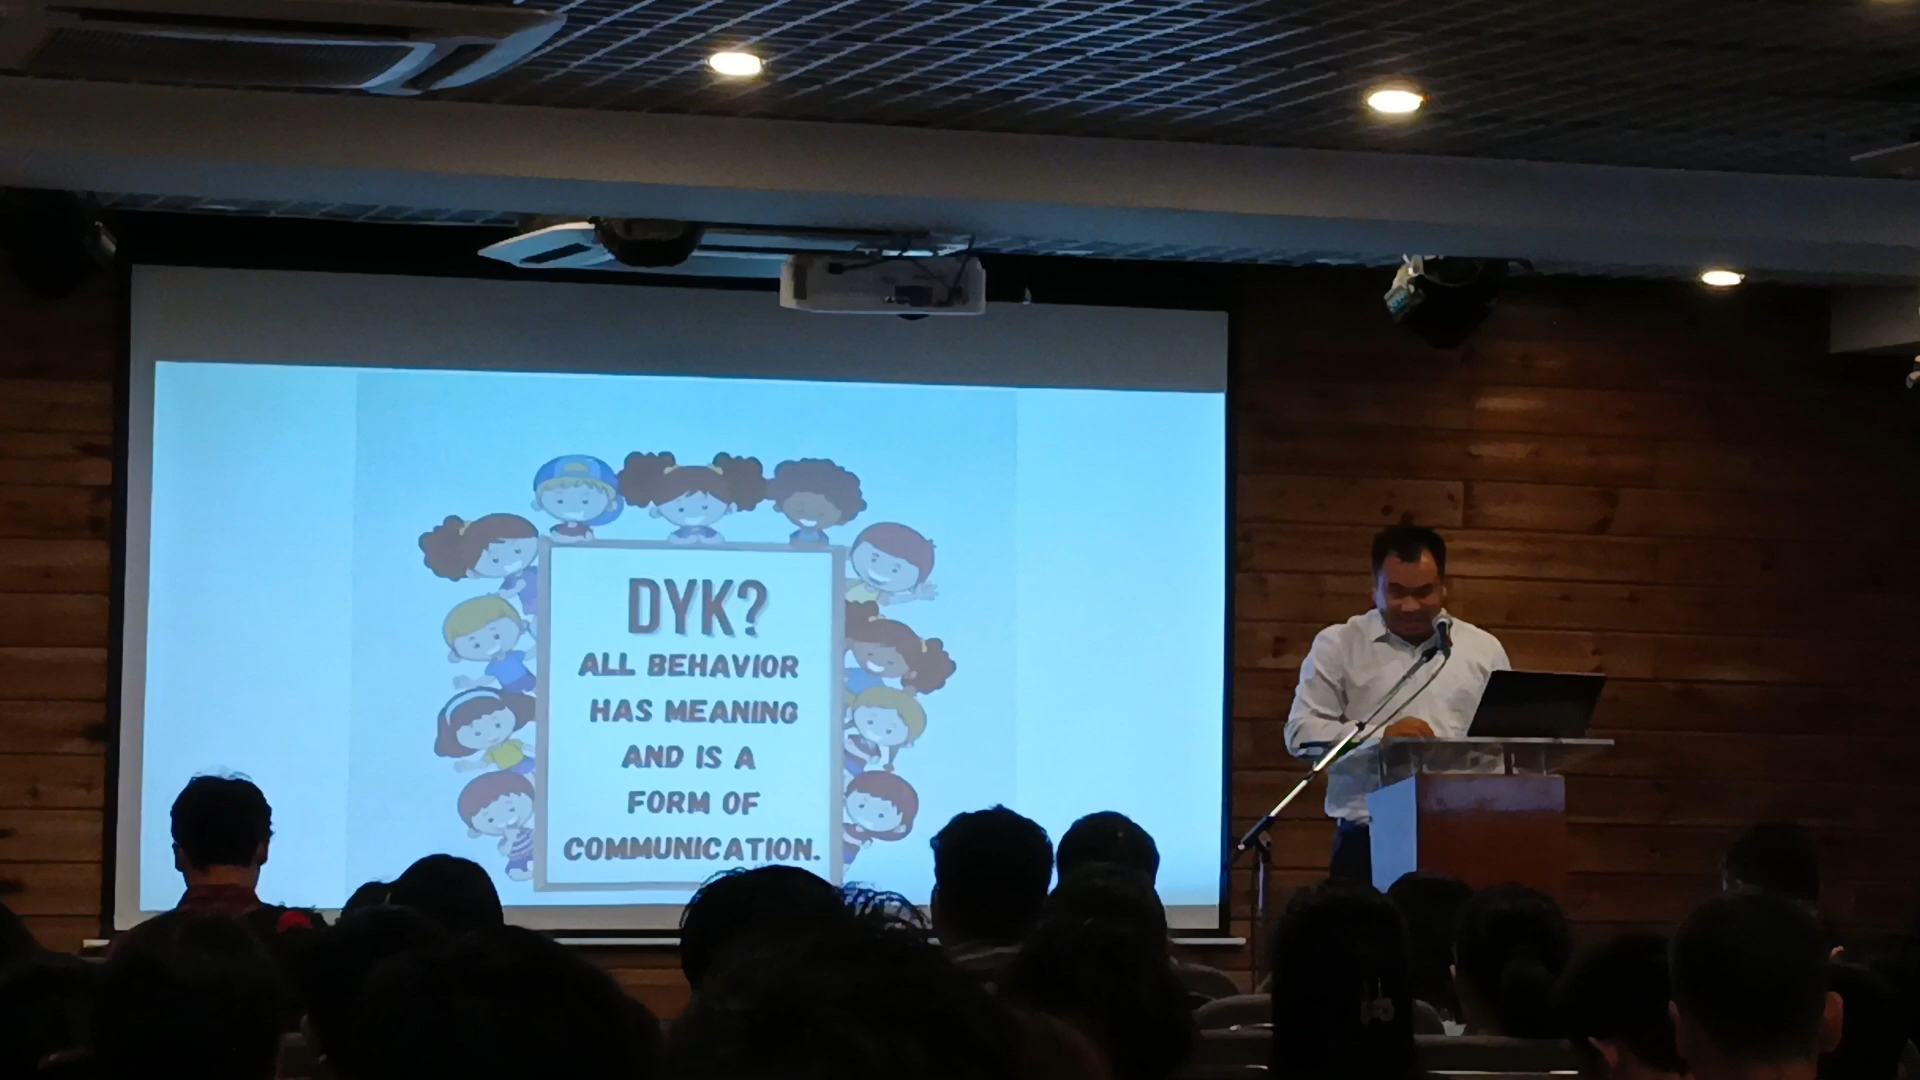 DYK?
ALL BEHAVIOR
HAS MEANING
AND IS A
FORM OF
COMMUNICATION.